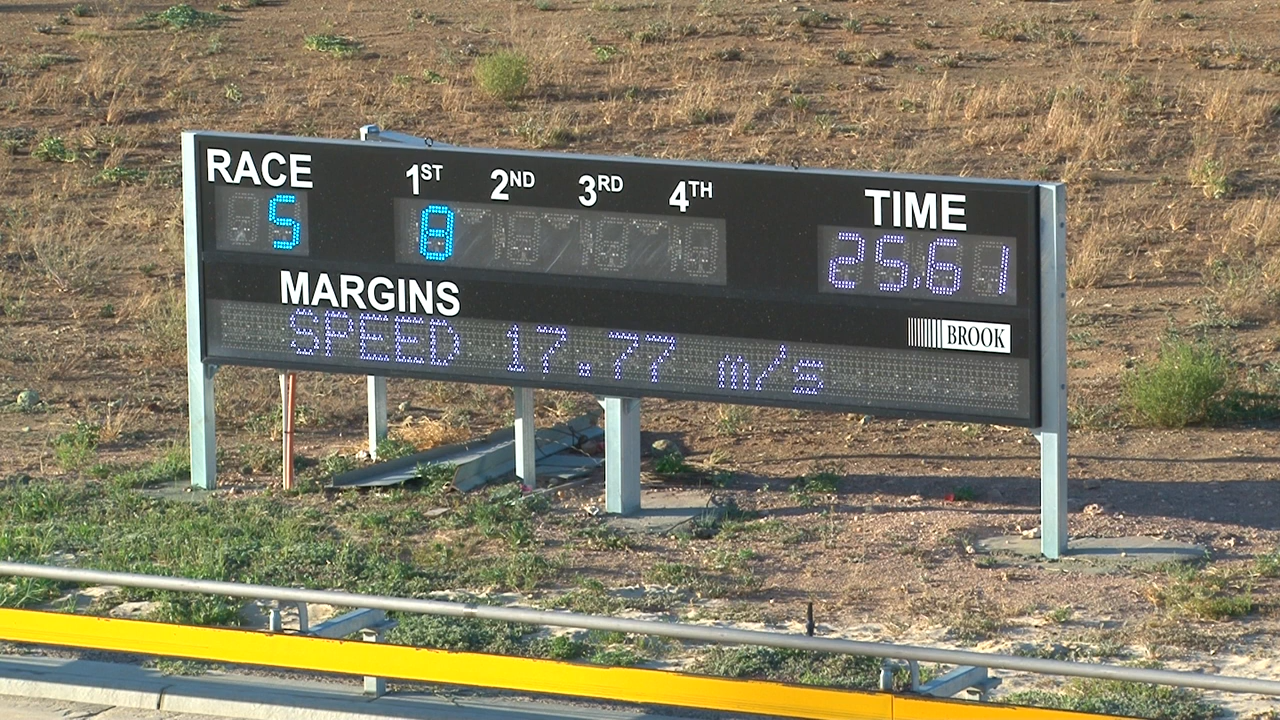 RACE 1ST 2ND 3RD 4TH TIME
5 8 25.61
MARGINS
BROOK
SPEED 17.77 m/s